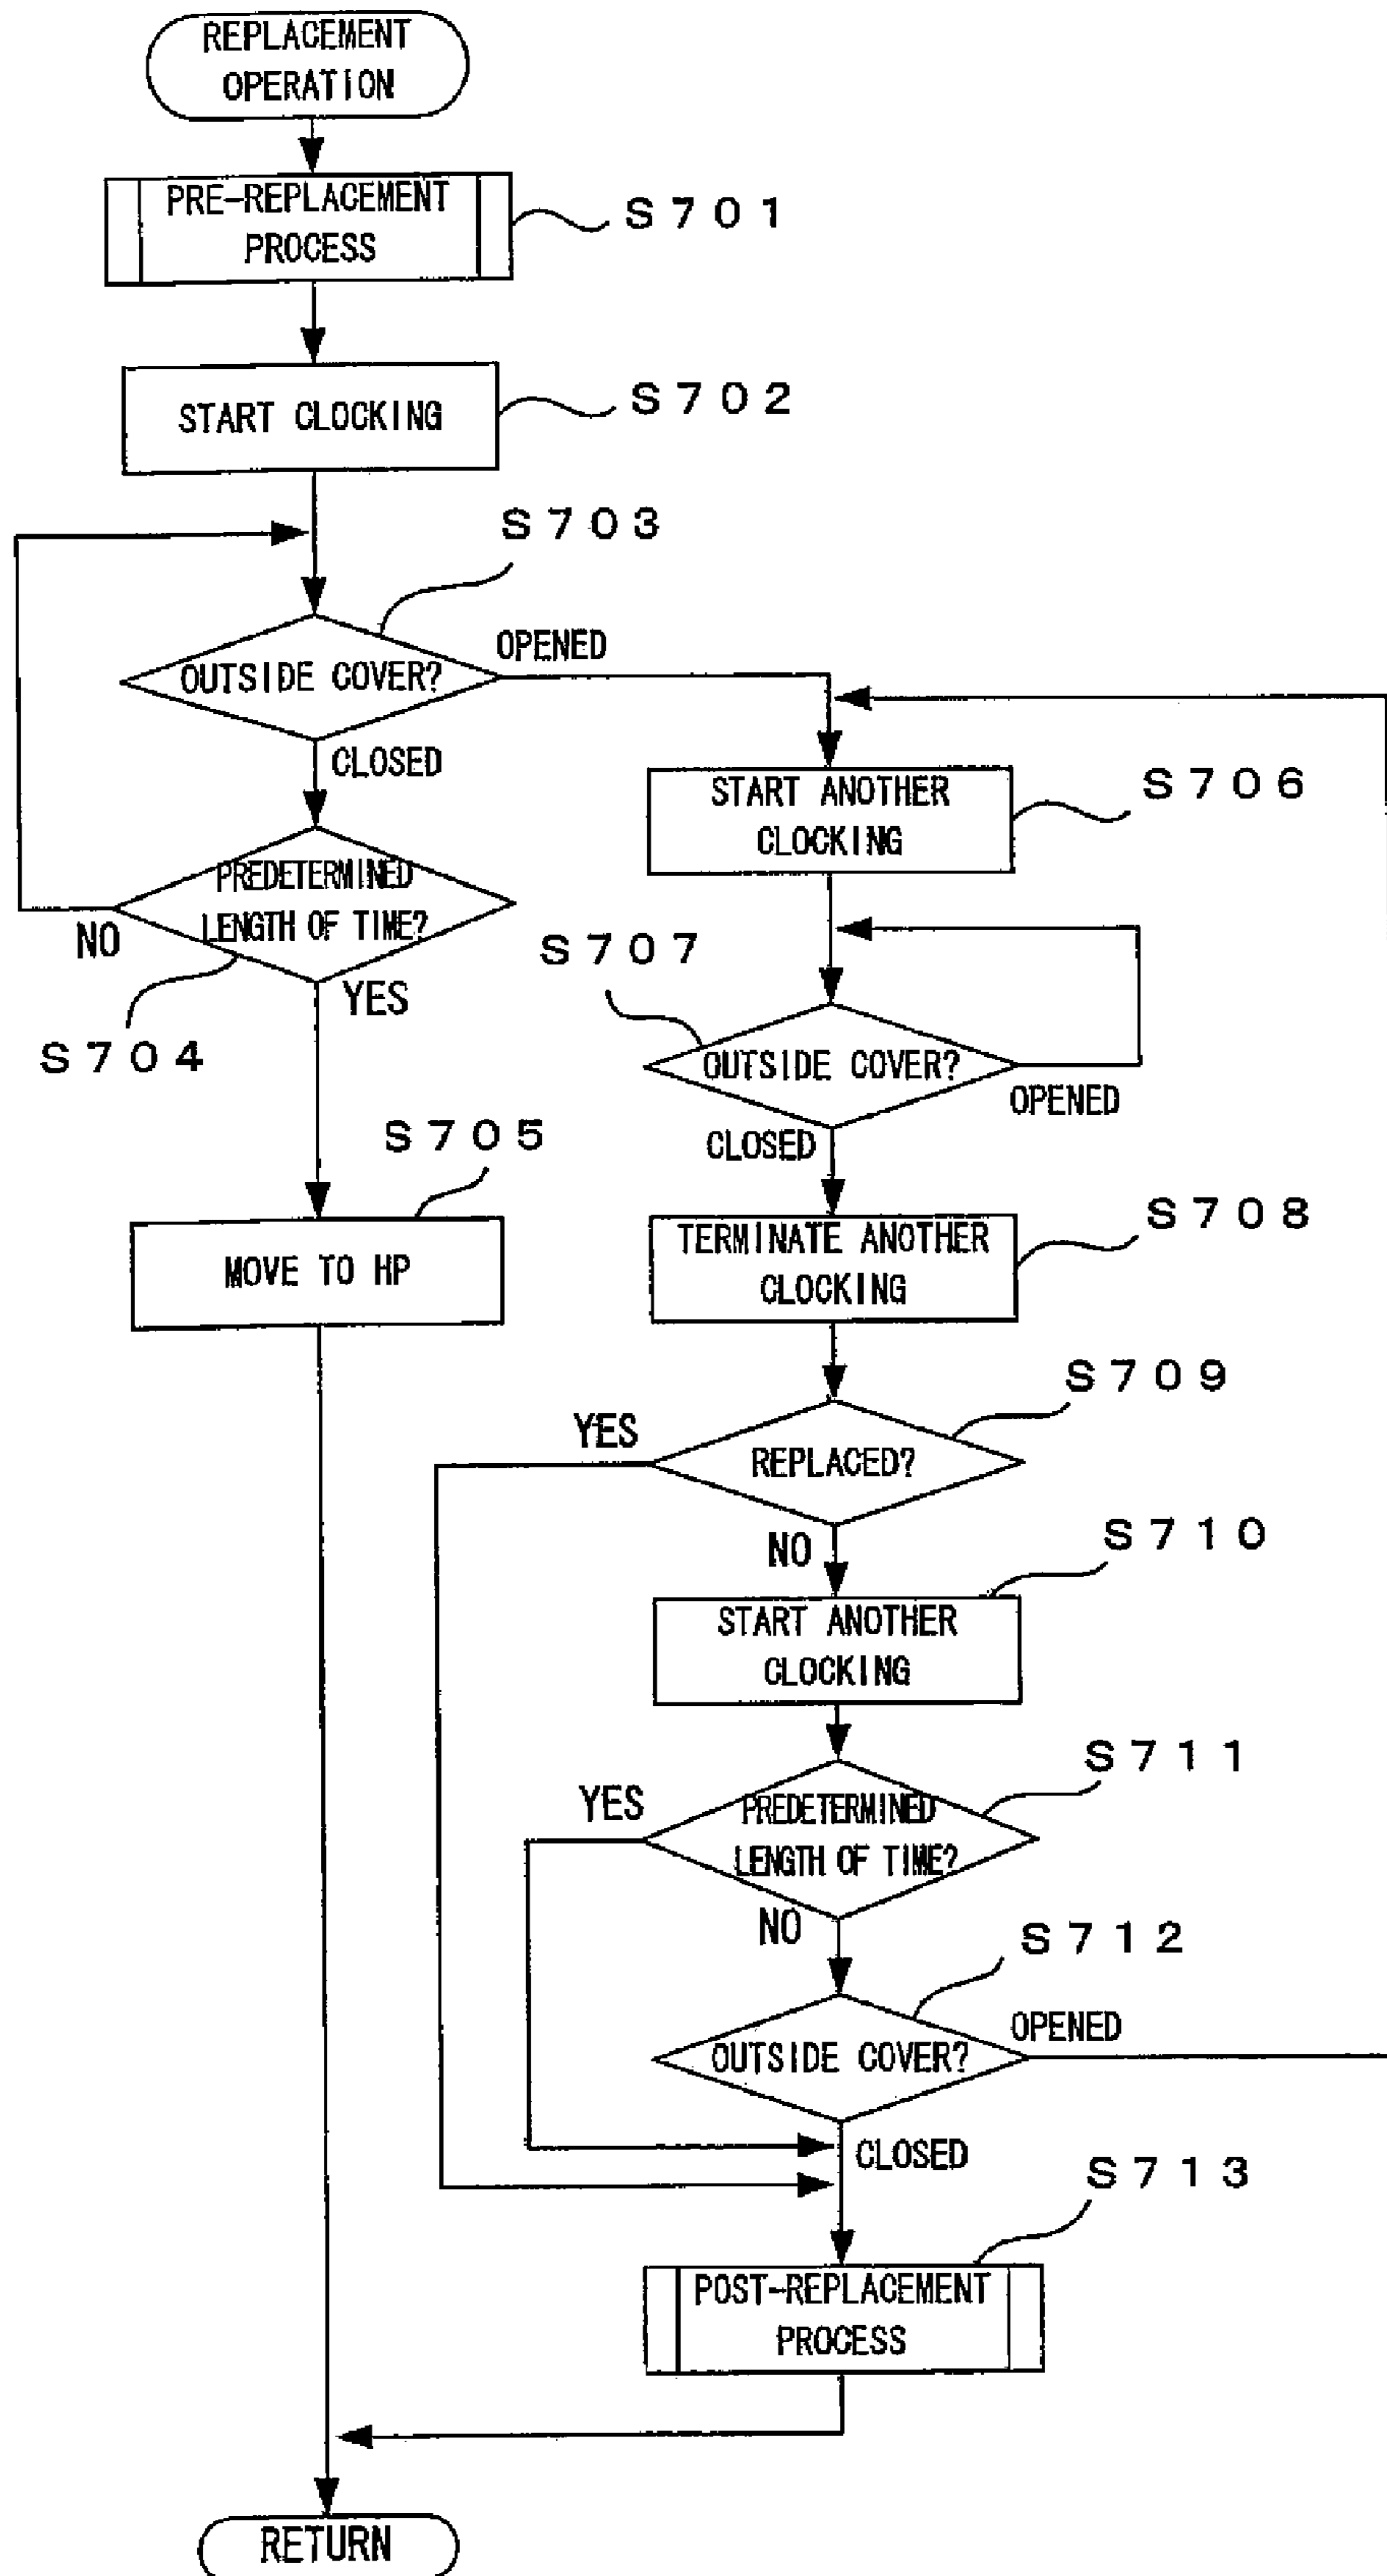 REPLACEMENT
OPERATION
PRE-REPLACEMENT
PROCESS
S701
START CLOCKING
S702
S703
OUTSIDE COVER?
OPENED
CLOSED
PREDETERMINED
LENGTH OF TIME?
NO
YES
S704
S705
MOVE TO HP
START ANOTHER
CLOCKING
S706
S707
OUTSIDE COVER?
OPENED
CLOSED
TERMINATE ANOTHER
CLOCKING
S708
S709
YES
REPLACED?
NO
S710
START ANOTHER
CLOCKING
S711
YES
PREDETERMINED
LENGTH OF TIME?
NO
S712
OUTSIDE COVER?
OPENED
CLOSED
S713
POST-REPLACEMENT
PROCESS
RETURN